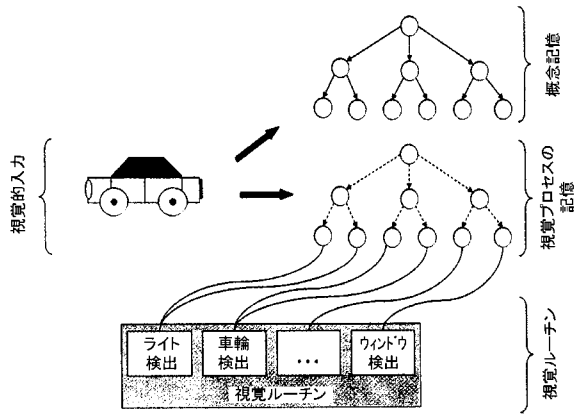 概念記憶
視覚的入力
視覚プロセスの
記憶
ライト
検出
車輪
検出
...
ウィンドウ
検出
視覚ルーチン
視覚ルーチン